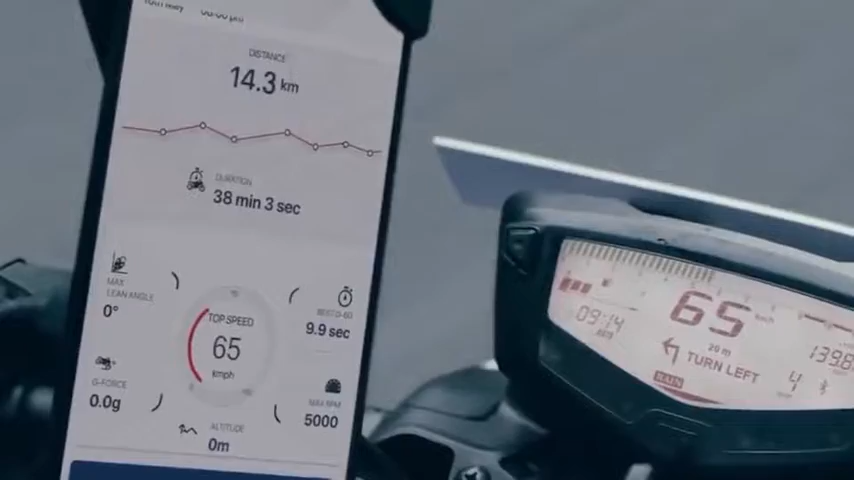 DISTANCE
14.3 km
DURATION
38 min 3 sec
MAX
LEAN ANGLE
0°
TOP SPEED
65
kmph
BEST 0-60
9.9 sec
G-FORCE
0.0g
MAX RPM
5000
ALTITUDE
0m
65 km/h
09:14
20 m
TURN LEFT
RAIN
4